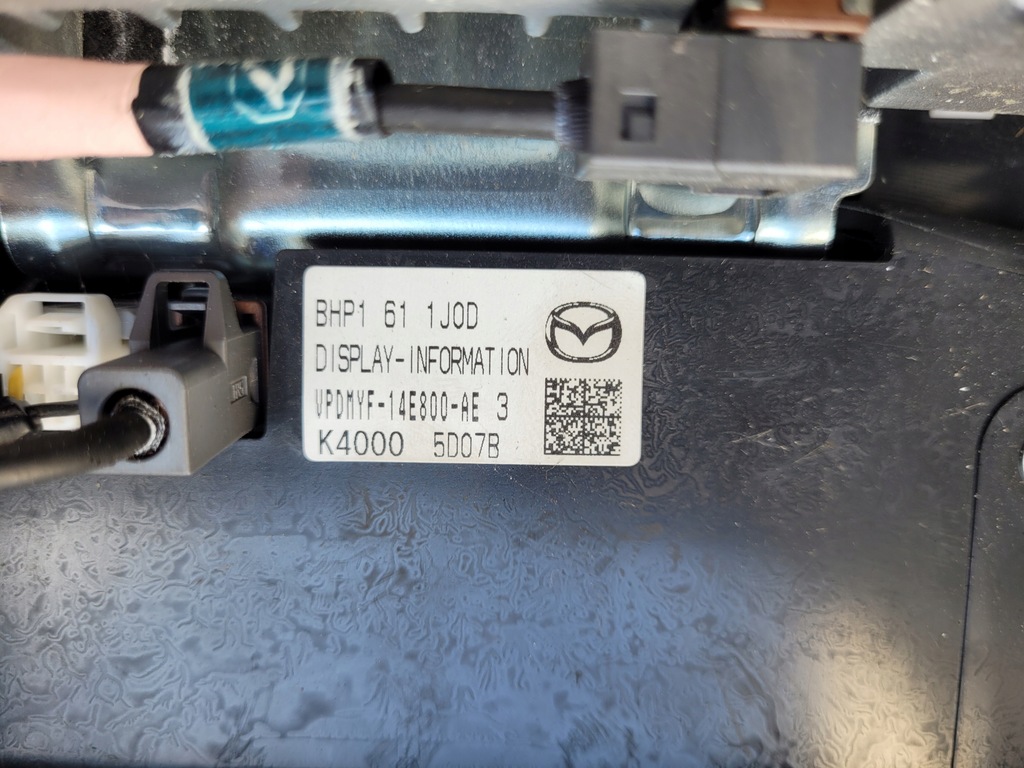 BHP1 61 1J0D
DISPLAY-INFORMATION
VPDMYF-14E800-AE 3
K4000 5D07B